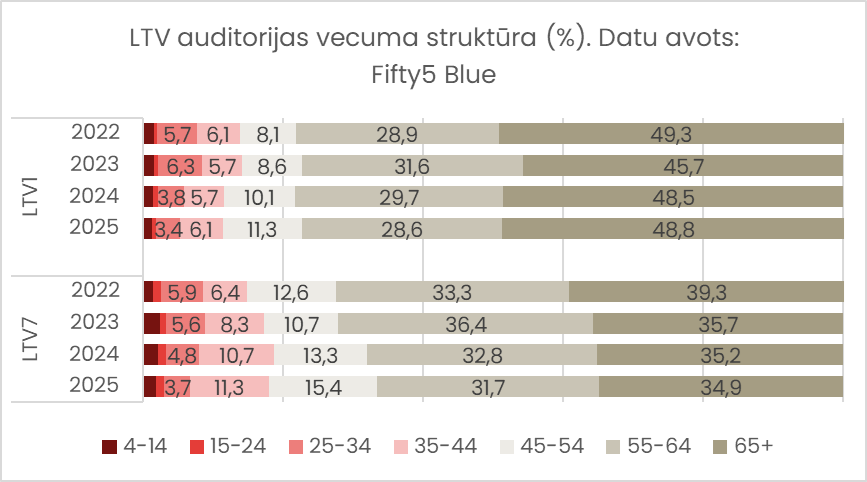 LTV auditorijas vecuma struktūra (%). Datu avots:
Fifty5 Blue
LTV1
2022 5,7 6,1 8,1 28,9 49,3
2023 6,3 5,7 8,6 31,6 45,7
2024 3,8 5,7 10,1 29,7 48,5
2025 3,4 6,1 11,3 28,6 48,8
LTV7
2022 5,9 6,4 12,6 33,3 39,3
2023 5,6 8,3 10,7 36,4 35,7
2024 4,8 10,7 13,3 32,8 35,2
2025 3,7 11,3 15,4 31,7 34,9
4-14 15-24 25-34 35-44 45-54 55-64 65+